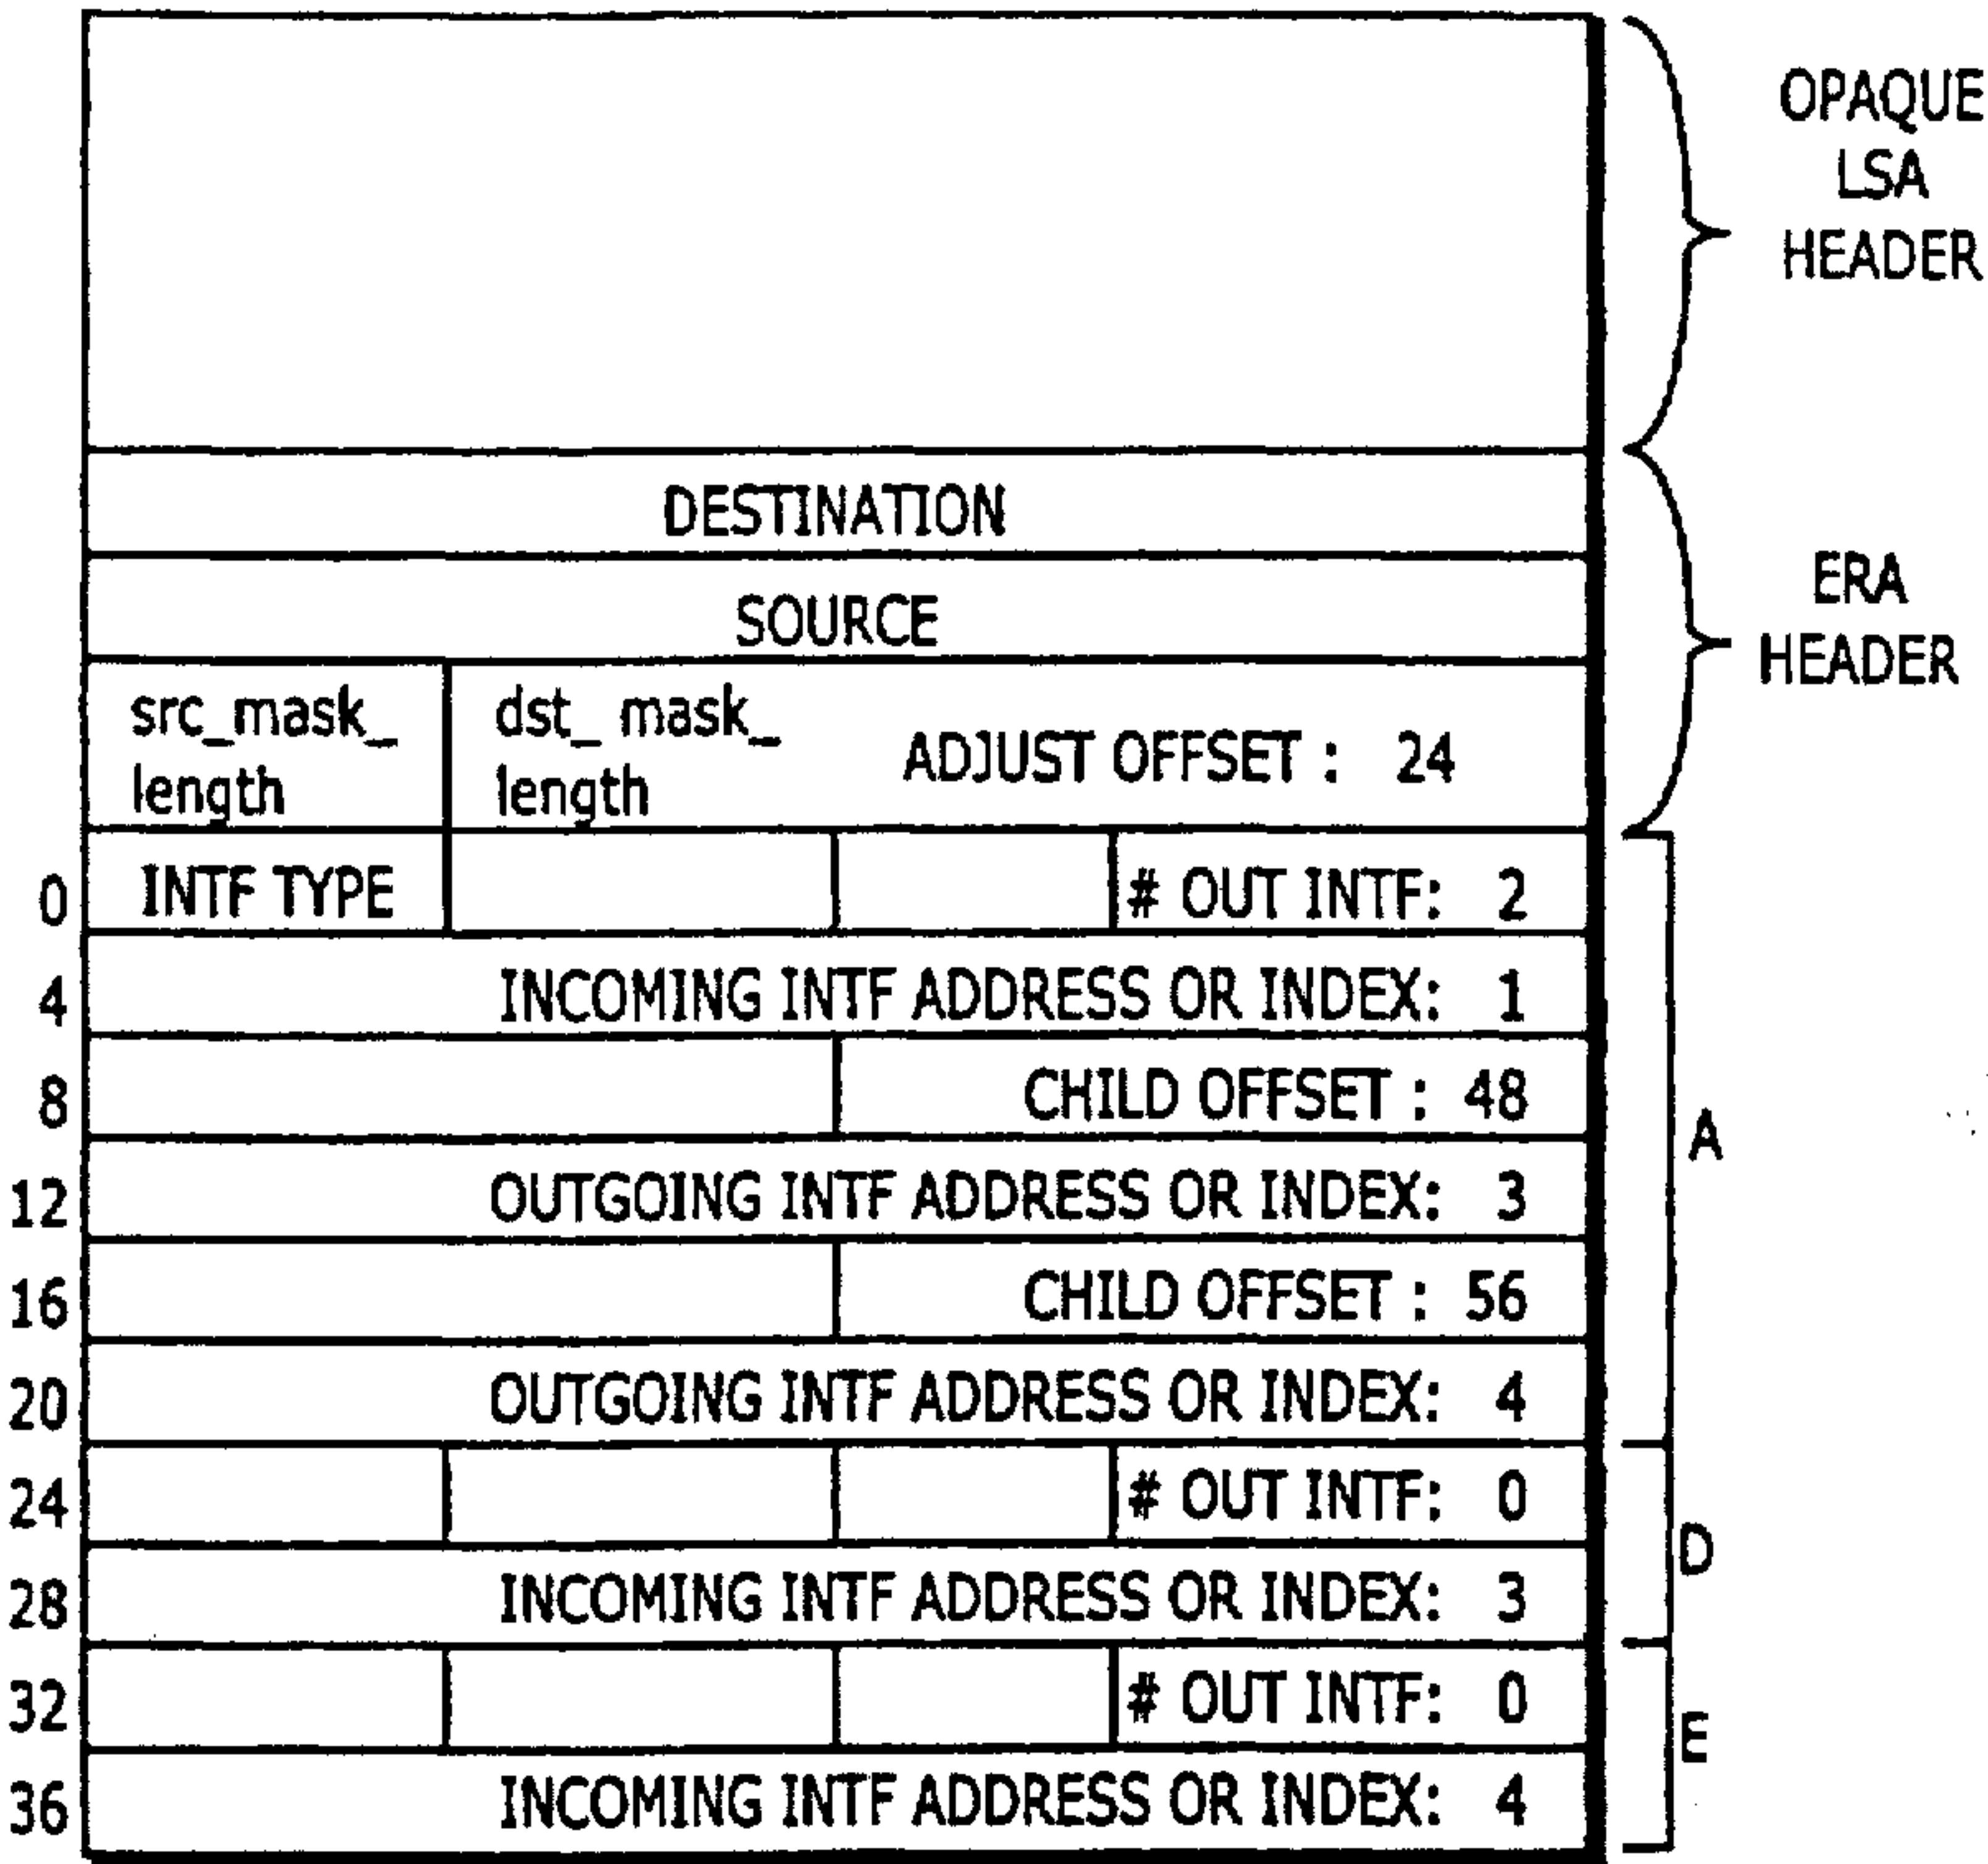 OPAQUE
LSA
HEADER
DESTINATION
SOURCE
ERA
HEADER
src_mask_
length
dst_ mask_
length
ADJUST OFFSET : 24
0 INTF TYPE # OUT INTF: 2
4 INCOMING INTF ADDRESS OR INDEX: 1
8 CHILD OFFSET : 48
A
12 OUTGOING INTF ADDRESS OR INDEX: 3
16 CHILD OFFSET : 56
20 OUTGOING INTF ADDRESS OR INDEX: 4
24 # OUT INTF: 0
D
28 INCOMING INTF ADDRESS OR INDEX: 3
32 # OUT INTF: 0
E
36 INCOMING INTF ADDRESS OR INDEX: 4